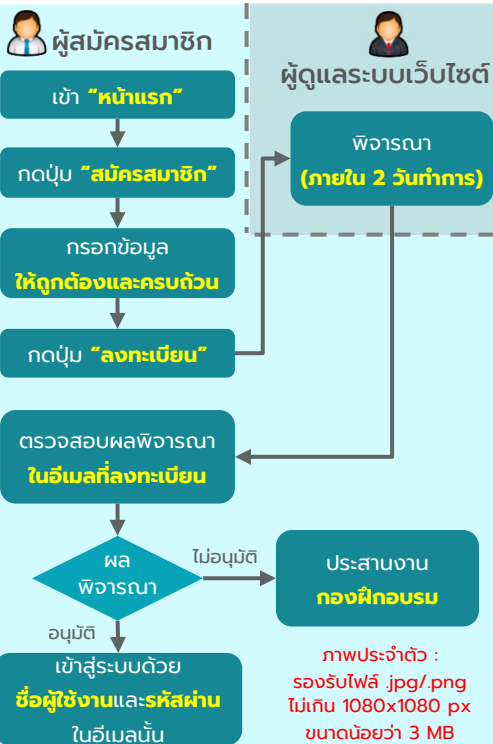 ผู้สมัครสมาชิก
ผู้ดูแลระบบเว็บไซต์
เข้า “หน้าแรก”
กดปุ่ม “สมัครสมาชิก”
กรอกข้อมูล
ให้ถูกต้องและครบถ้วน
กดปุ่ม “ลงทะเบียน”
พิจารณา
(ภายใน 2 วันทำการ)
ตรวจสอบผลพิจารณา
ในอีเมลที่ลงทะเบียน
ผล
พิจารณา
ไม่อนุมัติ
ประสานงาน
กองฝึกอบรม
อนุมัติ
เข้าสู่ระบบด้วย
ชื่อผู้ใช้งานและรหัสผ่าน
ในอีเมลนั้น
ภาพประจำตัว :
รองรับไฟล์ .jpg/.png
ไม่เกิน 1080x1080 px
ขนาดน้อยว่า 3 MB